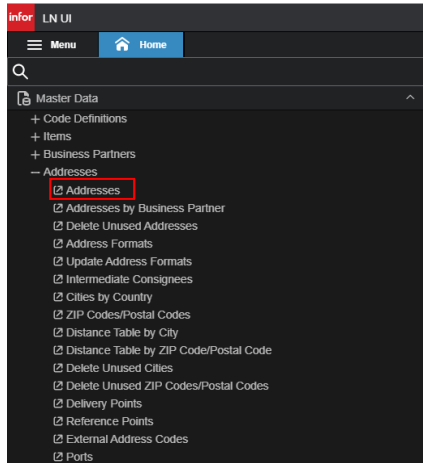 infor LN UI
Menu Home
Master Data
Code Definitions
Items
Business Partners
Addresses
Addresses
Addresses by Business Partner
Delete Unused Addresses
Address Formats
Update Address Formats
Intermediate Consignees
Cities by Country
ZIP Codes/Postal Codes
Distance Table by City
Distance Table by ZIP Code/Postal Code
Delete Unused Cities
Delete Unused ZIP Codes/Postal Codes
Delivery Points
Reference Points
External Address Codes
Ports